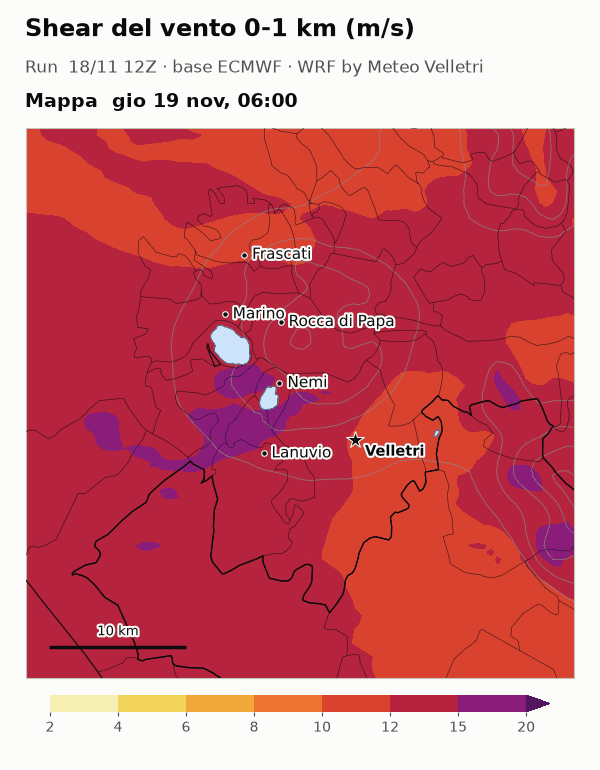 Shear del vento 0-1 km (m/s)
Run 18/11 12Z · base ECMWF · WRF by Meteo Velletri
Mappa gio 19 nov, 06:00
Frascati
Marino
Rocca di Papa
Nemi
Velletri
Lanuvio
10 km
2 4 6 8 10 12 15 20